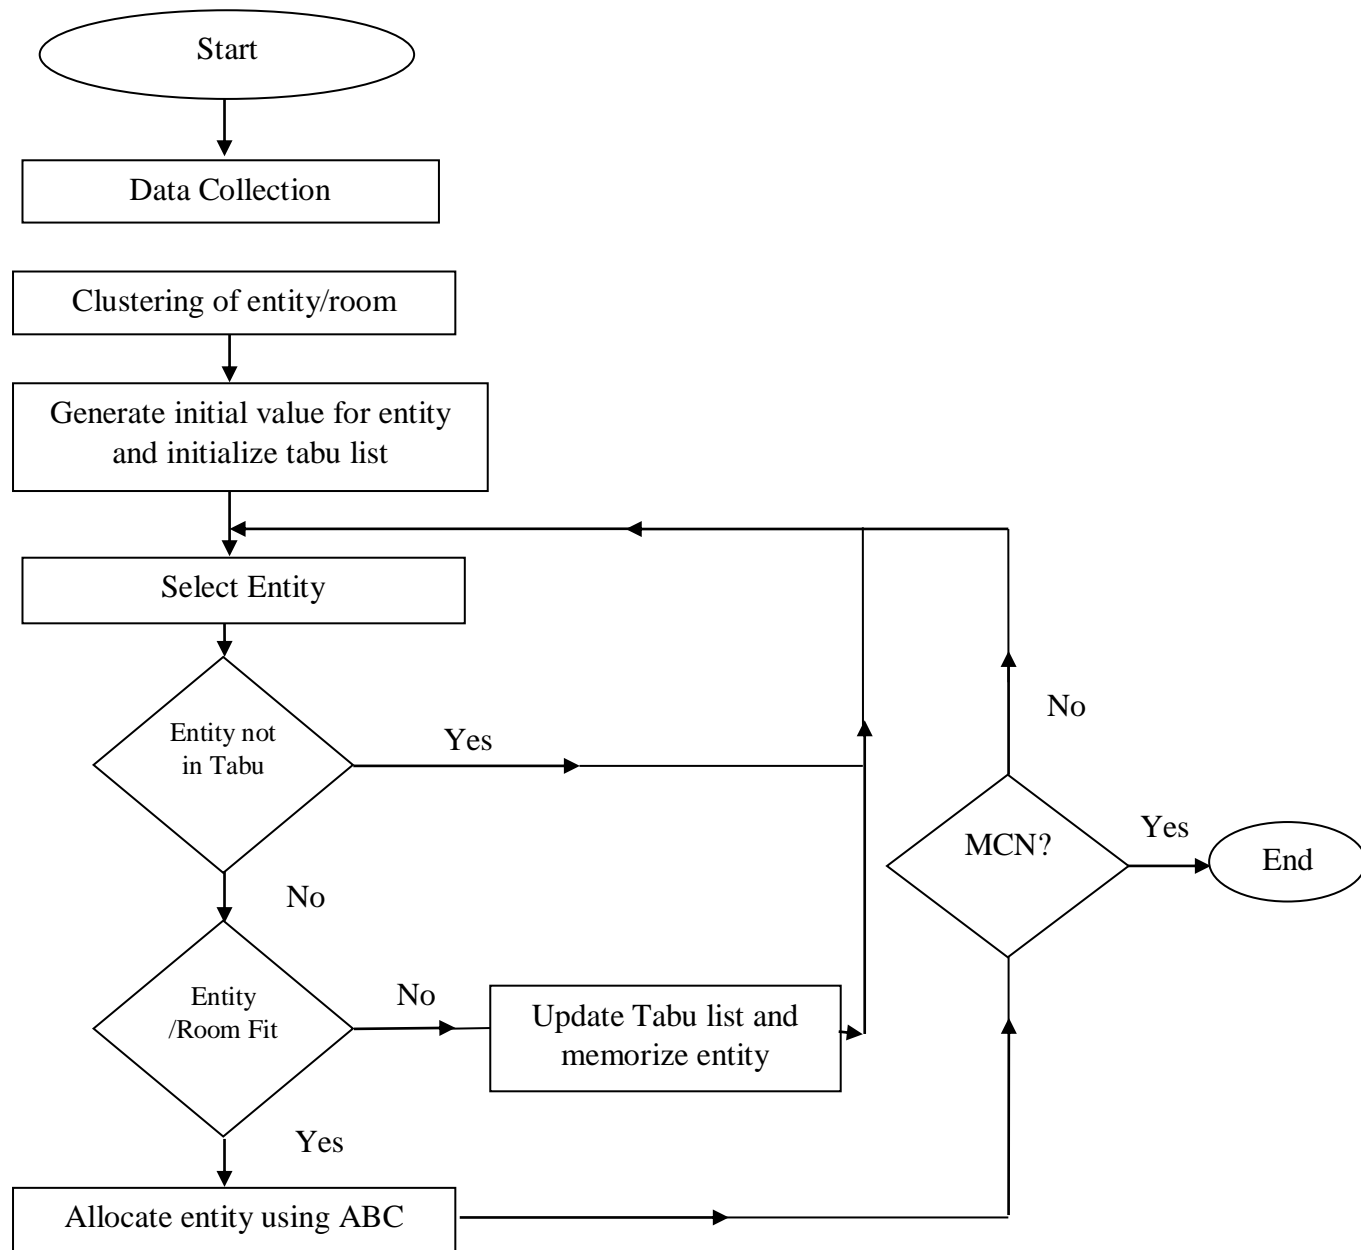 Start
Data Collection
Clustering of entity/room
Generate initial value for entity
and initialize tabu list
Select Entity
Entity not
in Tabu
Yes
No
Entity
/Room Fit
No
Update Tabu list and
memorize entity
Yes
Allocate entity using ABC
MCN?
No
Yes
End